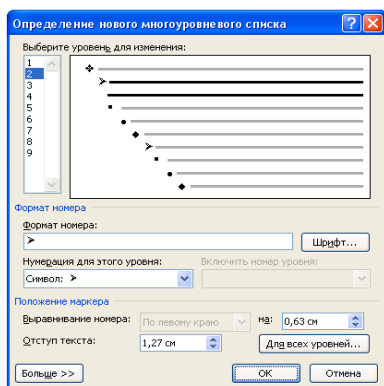 Определение нового многоуровневого списка
Выберите уровень для изменения:
1
2
3
4
5
6
7
8
9
Формат номера
Формат номера:
Шрифт...
Нумерация для этого уровня: Включить номер уровня:
Символ: ➤
Положение маркера
Выравнивание номера: По левому краю на: 0,63 см
Отступ текста: 1,27 см Для всех уровней...
Больше >> ОК Отмена